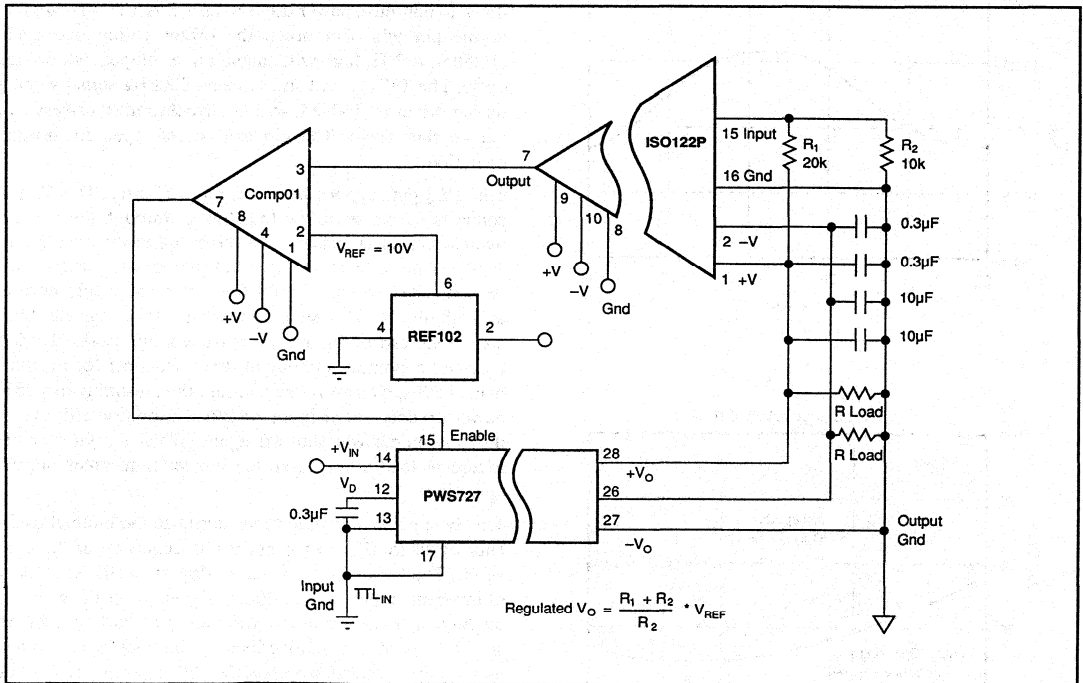 ISO122P
15 Input
R1
20k
R2
10k
16 Gnd
2 –V
1 +V
0.3µF
0.3µF
10µF
10µF
R Load
R Load
7
Output
9
10
8
+V
–V
Gnd
Comp01
3
2
7
8
4
1
VREF = 10V
+V
–V
Gnd
6
4
REF102
2
15
Enable
+VIN
14
VD
12
0.3µF
13
17
PWS727
28
+VO
26
27
–VO
Output
Gnd
Input
Gnd
TTLIN
Regulated VO = R1 + R2 / R2 * VREF